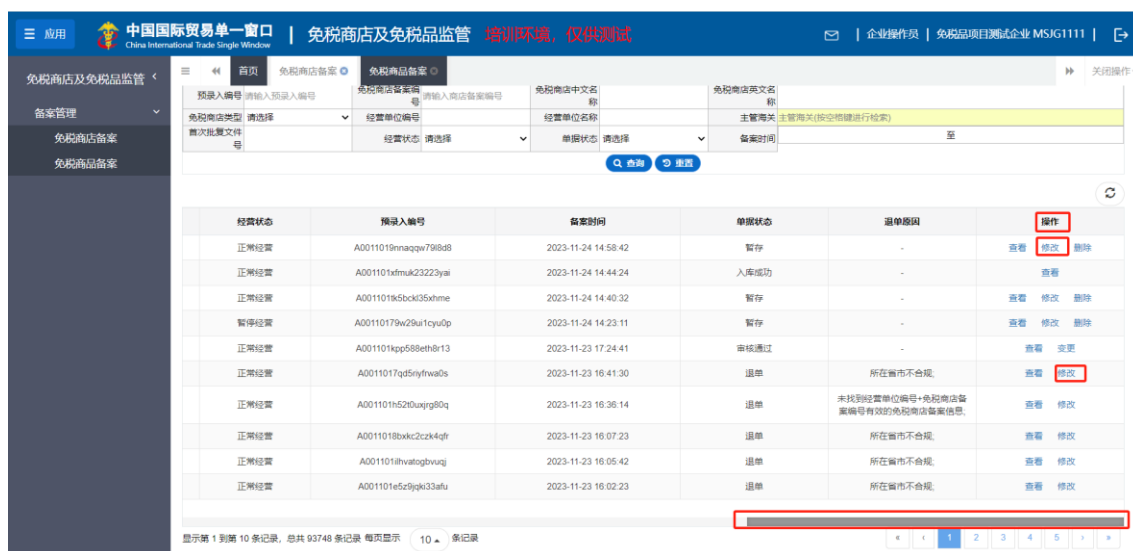 应用 中国国际贸易单一窗口 | 免税商店及免税品监管 培训环境，仅供测试 | 企业操作员 | 免税品项目测试企业 MSJG1111 |
China International Trade Single Window
免税商店及免税品监管 首页 免税商店备案 免税商品备案 关闭操作
备案管理
免税商店备案
免税商品备案
预录入编号 请输入预录入编号 免税商店备案编号 请输入商店备案编号 免税商店中文名称 免税商店英文名称
免税商店类型 请选择 经营单位编号 经营单位名称 主管海关 主管海关(按空格键进行检索)
首次批复文件号 经营状态 请选择 单据状态 请选择 备案时间 至
查询 重置
经营状态 预录入编号 备案时间 单据状态 退单原因 操作
正常经营 A0011019nnaqqw79l8d8 2023-11-24 14:58:42 暂存 - 查看 修改 删除
正常经营 A001101xfmuk23223yai 2023-11-24 14:44:24 入库成功 - 查看
正常经营 A001101tk5bckl35xhme 2023-11-24 14:40:32 暂存 - 查看 修改 删除
暂停经营 A00110179w29ui1cyu0p 2023-11-24 14:23:11 暂存 - 查看 修改 删除
正常经营 A001101kpp588eth8r13 2023-11-23 17:24:41 审核通过 - 查看 变更
正常经营 A0011017qd5riyfrwa0s 2023-11-23 16:41:30 退单 所在省市不合规; 查看 修改
正常经营 A001101h52t0uxjrg80q 2023-11-23 16:36:14 退单 未找到经营单位编号+免税商店备案编号有效的免税商店备案信息; 查看 修改
正常经营 A0011018bxkc2czk4qfr 2023-11-23 16:07:23 退单 所在省市不合规; 查看 修改
正常经营 A001101ilhvatogbvuqj 2023-11-23 16:05:42 退单 所在省市不合规; 查看 修改
正常经营 A001101e5z9jqki33afu 2023-11-23 16:02:23 退单 所在省市不合规; 查看 修改
显示第 1 到第 10 条记录，总共 93748 条记录 每页显示 10 条记录 « ‹ 1 2 3 4 5 › »